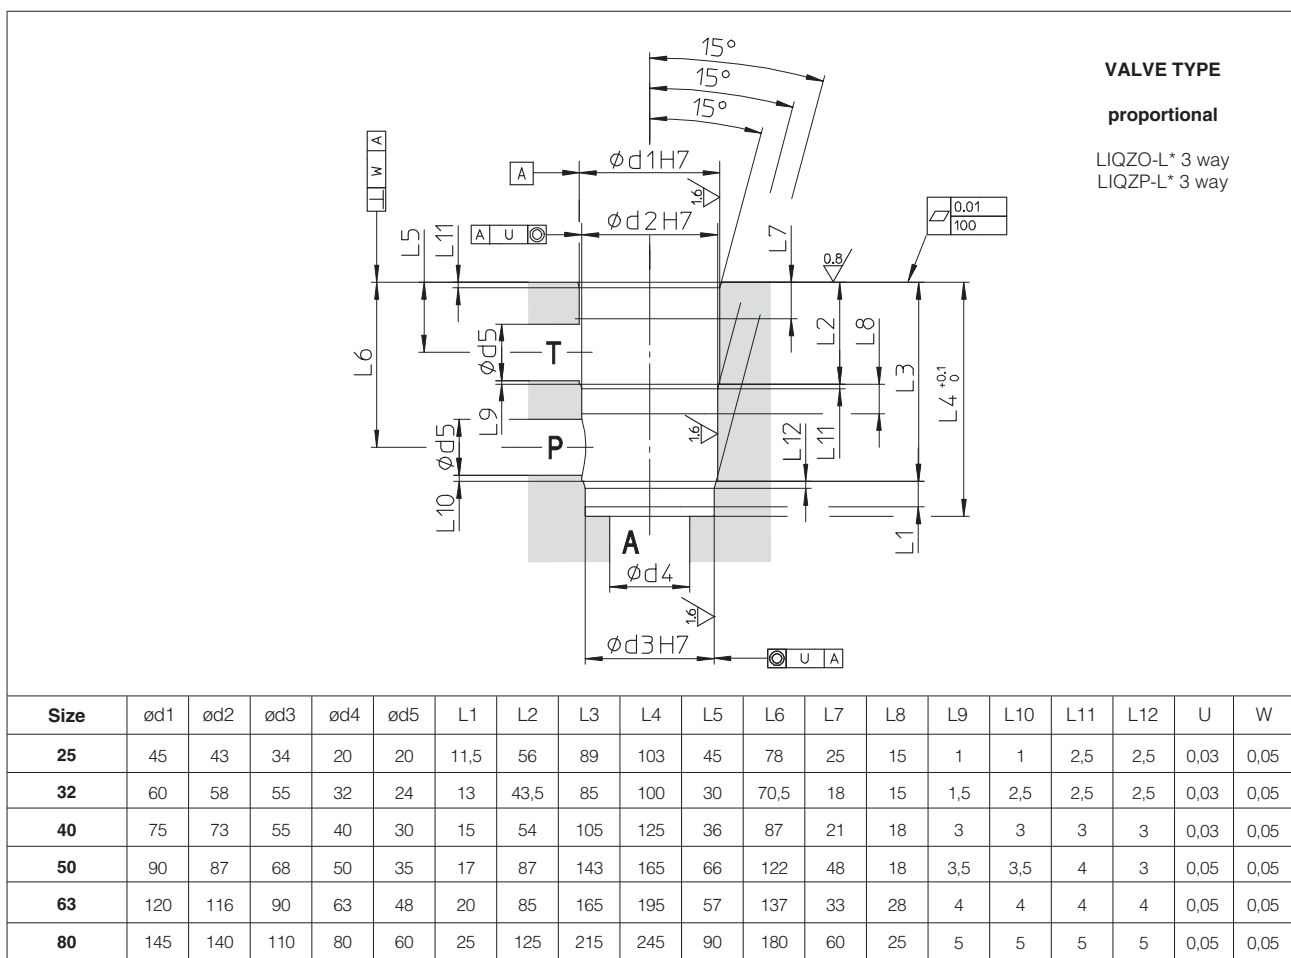 15°
15°
15°
VALVE TYPE
proportional
LIQZO-L* 3 way
LIQZP-L* 3 way
⊥ W A
A
Ød1H7
1.6
A U ◎
Ød2H7
0.01
100
0.8
L5
L11
L7
L6
Ød5
T
L2
L8
L3
L4 +0.1 0
L9
Ød5
P
1.6
L12
L11
L10
A
L1
Ød4
1.6
Ød3H7
◎ U A
Size ød1 ød2 ød3 ød4 ød5 L1 L2 L3 L4 L5 L6 L7 L8 L9 L10 L11 L12 U W
25 45 43 34 20 20 11,5 56 89 103 45 78 25 15 1 1 2,5 2,5 0,03 0,05
32 60 58 55 32 24 13 43,5 85 100 30 70,5 18 15 1,5 2,5 2,5 2,5 0,03 0,05
40 75 73 55 40 30 15 54 105 125 36 87 21 18 3 3 3 3 0,03 0,05
50 90 87 68 50 35 17 87 143 165 66 122 48 18 3,5 3,5 4 3 0,05 0,05
63 120 116 90 63 48 20 85 165 195 57 137 33 28 4 4 4 4 0,05 0,05
80 145 140 110 80 60 25 125 215 245 90 180 60 25 5 5 5 5 0,05 0,05